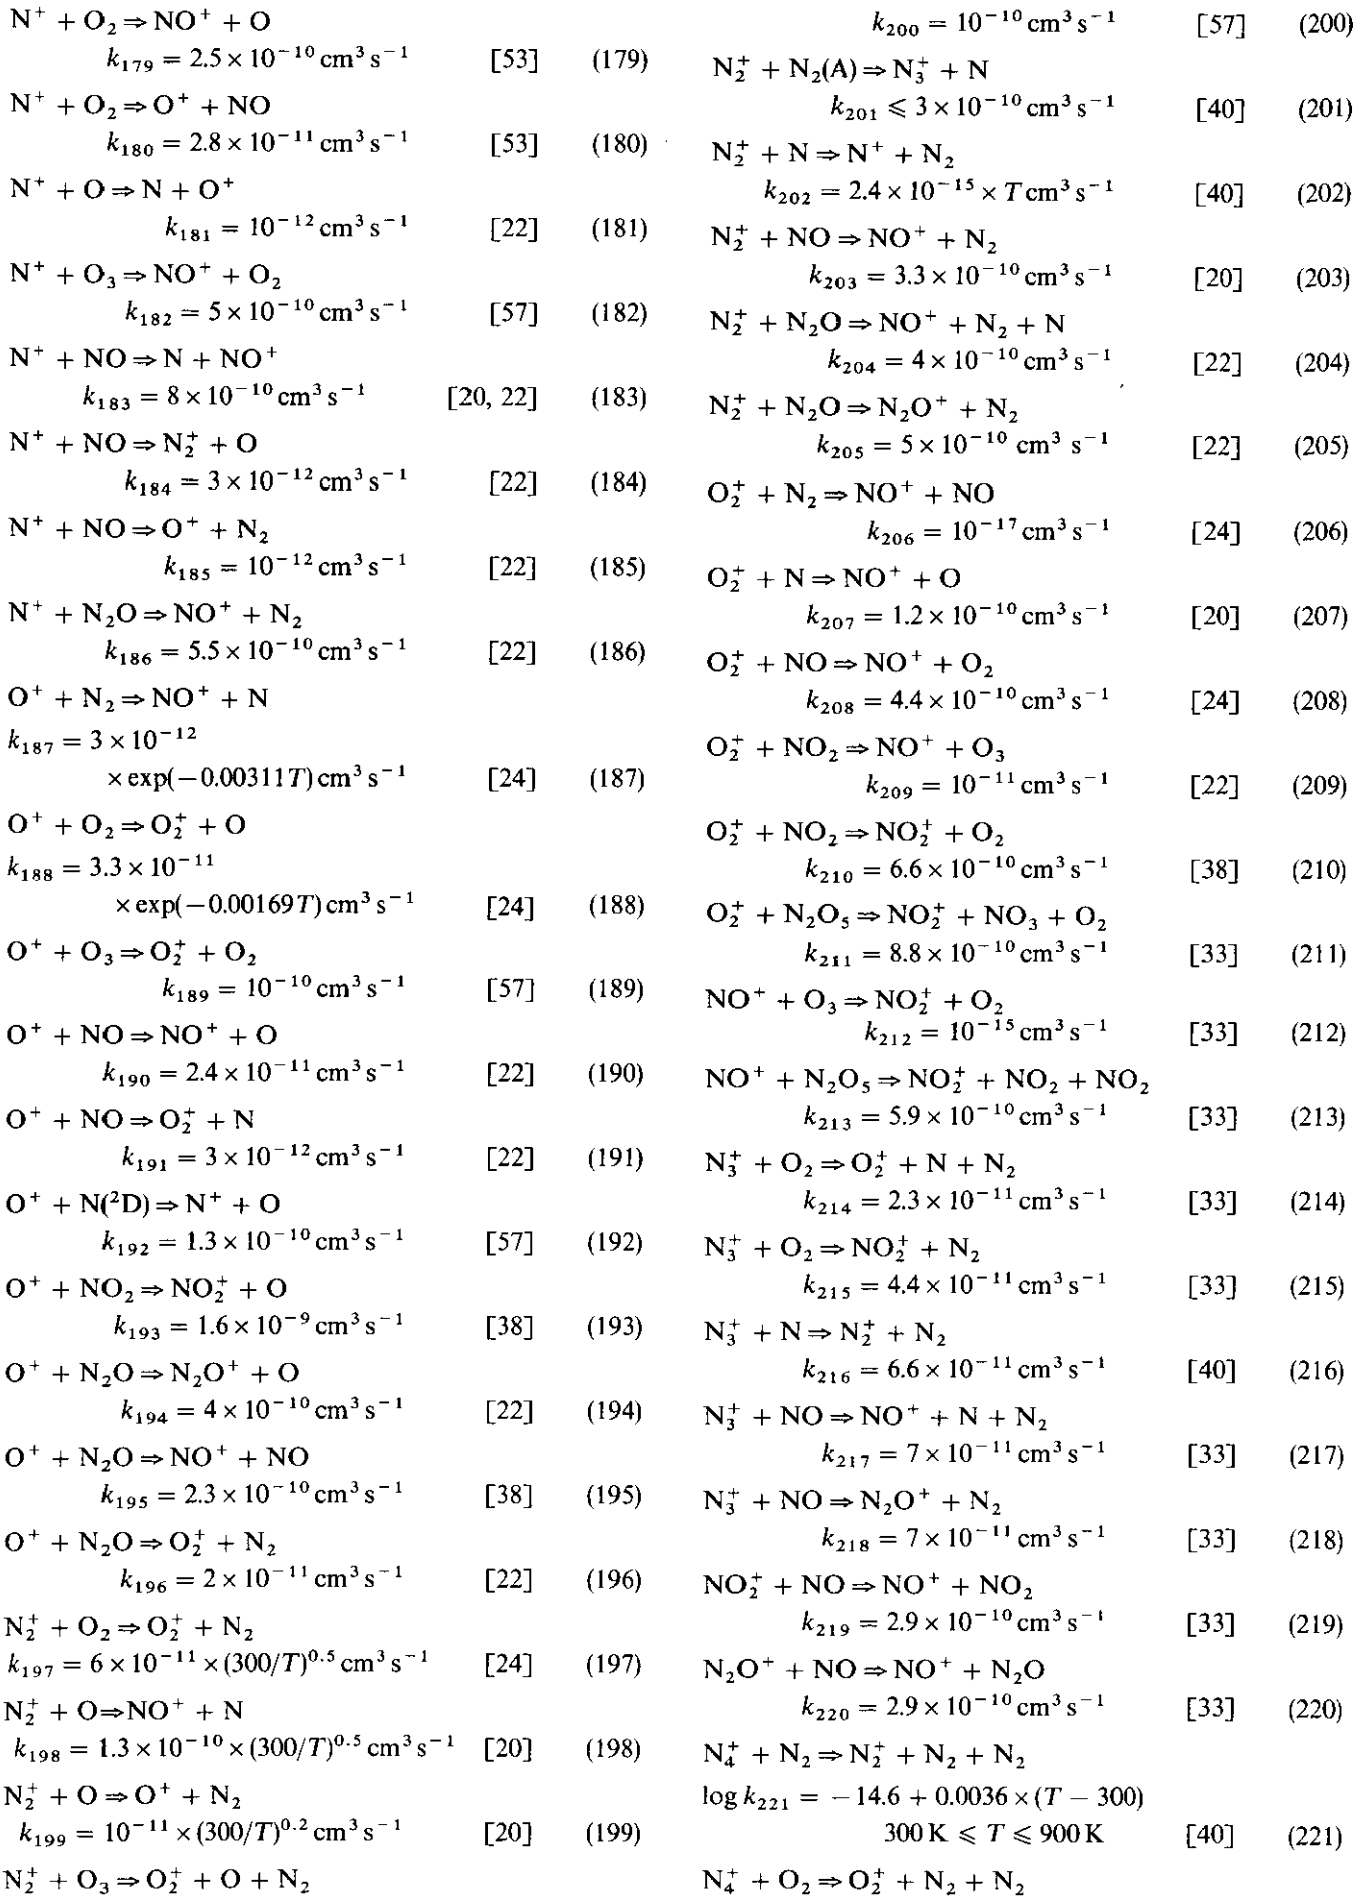 N⁺ + O₂ ⇒ NO⁺ + O
k₁₇₉ = 2.5 × 10⁻¹⁰ cm³ s⁻¹ [53] (179)
N⁺ + O₂ ⇒ O⁺ + NO
k₁₈₀ = 2.8 × 10⁻¹¹ cm³ s⁻¹ [53] (180)
N⁺ + O ⇒ N + O⁺
k₁₈₁ = 10⁻¹² cm³ s⁻¹ [22] (181)
N⁺ + O₃ ⇒ NO⁺ + O₂
k₁₈₂ = 5 × 10⁻¹⁰ cm³ s⁻¹ [57] (182)
N⁺ + NO ⇒ N + NO⁺
k₁₈₃ = 8 × 10⁻¹⁰ cm³ s⁻¹ [20, 22] (183)
N⁺ + NO ⇒ N₂⁺ + O
k₁₈₄ = 3 × 10⁻¹² cm³ s⁻¹ [22] (184)
N⁺ + NO ⇒ O⁺ + N₂
k₁₈₅ = 10⁻¹² cm³ s⁻¹ [22] (185)
N⁺ + N₂O ⇒ NO⁺ + N₂
k₁₈₆ = 5.5 × 10⁻¹⁰ cm³ s⁻¹ [22] (186)
O⁺ + N₂ ⇒ NO⁺ + N
k₁₈₇ = 3 × 10⁻¹²
× exp(−0.00311T) cm³ s⁻¹ [24] (187)
O⁺ + O₂ ⇒ O₂⁺ + O
k₁₈₈ = 3.3 × 10⁻¹¹
× exp(−0.00169T) cm³ s⁻¹ [24] (188)
O⁺ + O₃ ⇒ O₂⁺ + O₂
k₁₈₉ = 10⁻¹⁰ cm³ s⁻¹ [57] (189)
O⁺ + NO ⇒ NO⁺ + O
k₁₉₀ = 2.4 × 10⁻¹¹ cm³ s⁻¹ [22] (190)
O⁺ + NO ⇒ O₂⁺ + N
k₁₉₁ = 3 × 10⁻¹² cm³ s⁻¹ [22] (191)
O⁺ + N(²D) ⇒ N⁺ + O
k₁₉₂ = 1.3 × 10⁻¹⁰ cm³ s⁻¹ [57] (192)
O⁺ + NO₂ ⇒ NO₂⁺ + O
k₁₉₃ = 1.6 × 10⁻⁹ cm³ s⁻¹ [38] (193)
O⁺ + N₂O ⇒ N₂O⁺ + O
k₁₉₄ = 4 × 10⁻¹⁰ cm³ s⁻¹ [22] (194)
O⁺ + N₂O ⇒ NO⁺ + NO
k₁₉₅ = 2.3 × 10⁻¹⁰ cm³ s⁻¹ [38] (195)
O⁺ + N₂O ⇒ O₂⁺ + N₂
k₁₉₆ = 2 × 10⁻¹¹ cm³ s⁻¹ [22] (196)
N₂⁺ + O₂ ⇒ O₂⁺ + N₂
k₁₉₇ = 6 × 10⁻¹¹ × (300/T)⁰·⁵ cm³ s⁻¹ [24] (197)
N₂⁺ + O ⇒ NO⁺ + N
k₁₉₈ = 1.3 × 10⁻¹⁰ × (300/T)⁰·⁵ cm³ s⁻¹ [20] (198)
N₂⁺ + O ⇒ O⁺ + N₂
k₁₉₉ = 10⁻¹¹ × (300/T)⁰·² cm³ s⁻¹ [20] (199)
N₂⁺ + O₃ ⇒ O₂⁺ + O + N₂
k₂₀₀ = 10⁻¹⁰ cm³ s⁻¹ [57] (200)
N₂⁺ + N₂(A) ⇒ N₃⁺ + N
k₂₀₁ ⩽ 3 × 10⁻¹⁰ cm³ s⁻¹ [40] (201)
N₂⁺ + N ⇒ N⁺ + N₂
k₂₀₂ = 2.4 × 10⁻¹⁵ × T cm³ s⁻¹ [40] (202)
N₂⁺ + NO ⇒ NO⁺ + N₂
k₂₀₃ = 3.3 × 10⁻¹⁰ cm³ s⁻¹ [20] (203)
N₂⁺ + N₂O ⇒ NO⁺ + N₂ + N
k₂₀₄ = 4 × 10⁻¹⁰ cm³ s⁻¹ [22] (204)
N₂⁺ + N₂O ⇒ N₂O⁺ + N₂
k₂₀₅ = 5 × 10⁻¹⁰ cm³ s⁻¹ [22] (205)
O₂⁺ + N₂ ⇒ NO⁺ + NO
k₂₀₆ = 10⁻¹⁷ cm³ s⁻¹ [24] (206)
O₂⁺ + N ⇒ NO⁺ + O
k₂₀₇ = 1.2 × 10⁻¹⁰ cm³ s⁻¹ [20] (207)
O₂⁺ + NO ⇒ NO⁺ + O₂
k₂₀₈ = 4.4 × 10⁻¹⁰ cm³ s⁻¹ [24] (208)
O₂⁺ + NO₂ ⇒ NO⁺ + O₃
k₂₀₉ = 10⁻¹¹ cm³ s⁻¹ [22] (209)
O₂⁺ + NO₂ ⇒ NO₂⁺ + O₂
k₂₁₀ = 6.6 × 10⁻¹⁰ cm³ s⁻¹ [38] (210)
O₂⁺ + N₂O₅ ⇒ NO₂⁺ + NO₃ + O₂
k₂₁₁ = 8.8 × 10⁻¹⁰ cm³ s⁻¹ [33] (211)
NO⁺ + O₃ ⇒ NO₂⁺ + O₂
k₂₁₂ = 10⁻¹⁵ cm³ s⁻¹ [33] (212)
NO⁺ + N₂O₅ ⇒ NO₂⁺ + NO₂ + NO₂
k₂₁₃ = 5.9 × 10⁻¹⁰ cm³ s⁻¹ [33] (213)
N₃⁺ + O₂ ⇒ O₂⁺ + N + N₂
k₂₁₄ = 2.3 × 10⁻¹¹ cm³ s⁻¹ [33] (214)
N₃⁺ + O₂ ⇒ NO₂⁺ + N₂
k₂₁₅ = 4.4 × 10⁻¹¹ cm³ s⁻¹ [33] (215)
N₃⁺ + N ⇒ N₂⁺ + N₂
k₂₁₆ = 6.6 × 10⁻¹¹ cm³ s⁻¹ [40] (216)
N₃⁺ + NO ⇒ NO⁺ + N + N₂
k₂₁₇ = 7 × 10⁻¹¹ cm³ s⁻¹ [33] (217)
N₃⁺ + NO ⇒ N₂O⁺ + N₂
k₂₁₈ = 7 × 10⁻¹¹ cm³ s⁻¹ [33] (218)
NO₂⁺ + NO ⇒ NO⁺ + NO₂
k₂₁₉ = 2.9 × 10⁻¹⁰ cm³ s⁻¹ [33] (219)
N₂O⁺ + NO ⇒ NO⁺ + N₂O
k₂₂₀ = 2.9 × 10⁻¹⁰ cm³ s⁻¹ [33] (220)
N₄⁺ + N₂ ⇒ N₂⁺ + N₂ + N₂
log k₂₂₁ = −14.6 + 0.0036 × (T − 300)
300 K ⩽ T ⩽ 900 K [40] (221)
N₄⁺ + O₂ ⇒ O₂⁺ + N₂ + N₂